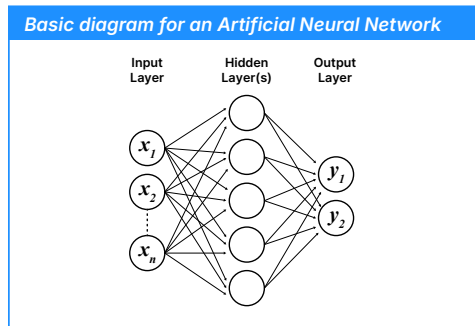 Basic diagram for an Artificial Neural Network
Input
Layer
Hidden
Layer(s)
Output
Layer
x1
x2
xn
y1
y2